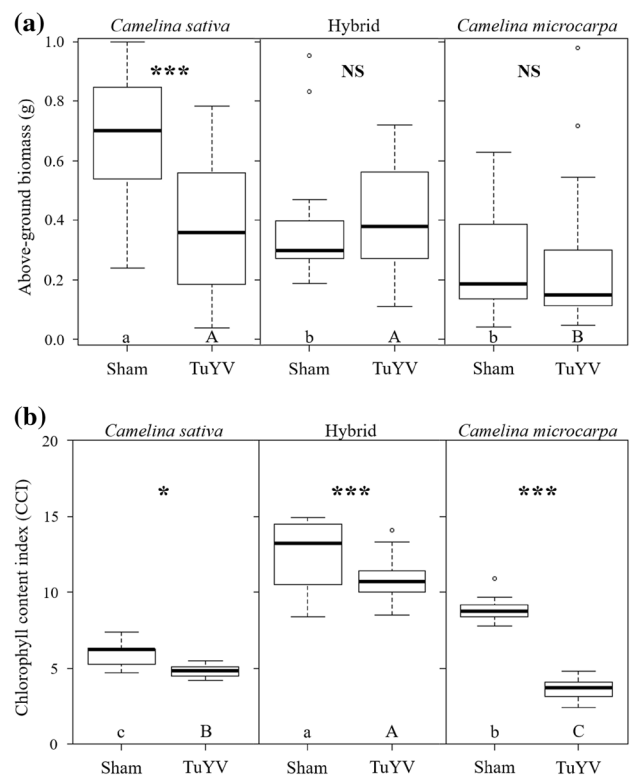 (a)
Camelina sativa Hybrid Camelina microcarpa
*** NS NS
Above-ground biomass (g)
1.0
0.8
0.6
0.4
0.2
0.0
a A b A b B
Sham TuYV Sham TuYV Sham TuYV
(b)
Camelina sativa Hybrid Camelina microcarpa
* *** ***
Chlorophyll content index (CCI)
20
15
10
5
0
c B a A b C
Sham TuYV Sham TuYV Sham TuYV